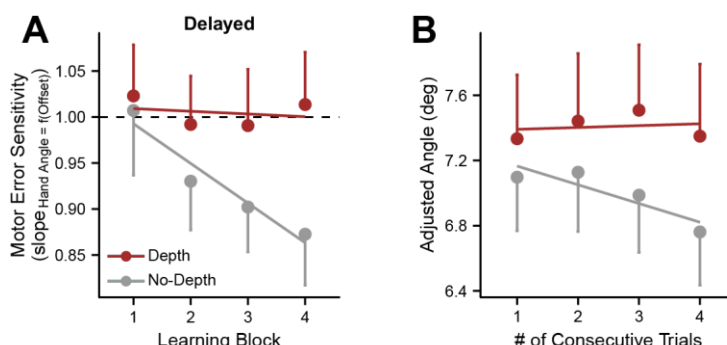 A
Delayed
Motor Error Sensitivity
(slope Hand Angle = f(Offset))
1.05
1.00
0.95
0.90
0.85
Depth
No-Depth
1 2 3 4
Learning Block
B
Adjusted Angle (deg)
7.6
7.2
6.8
6.4
1 2 3 4
# of Consecutive Trials